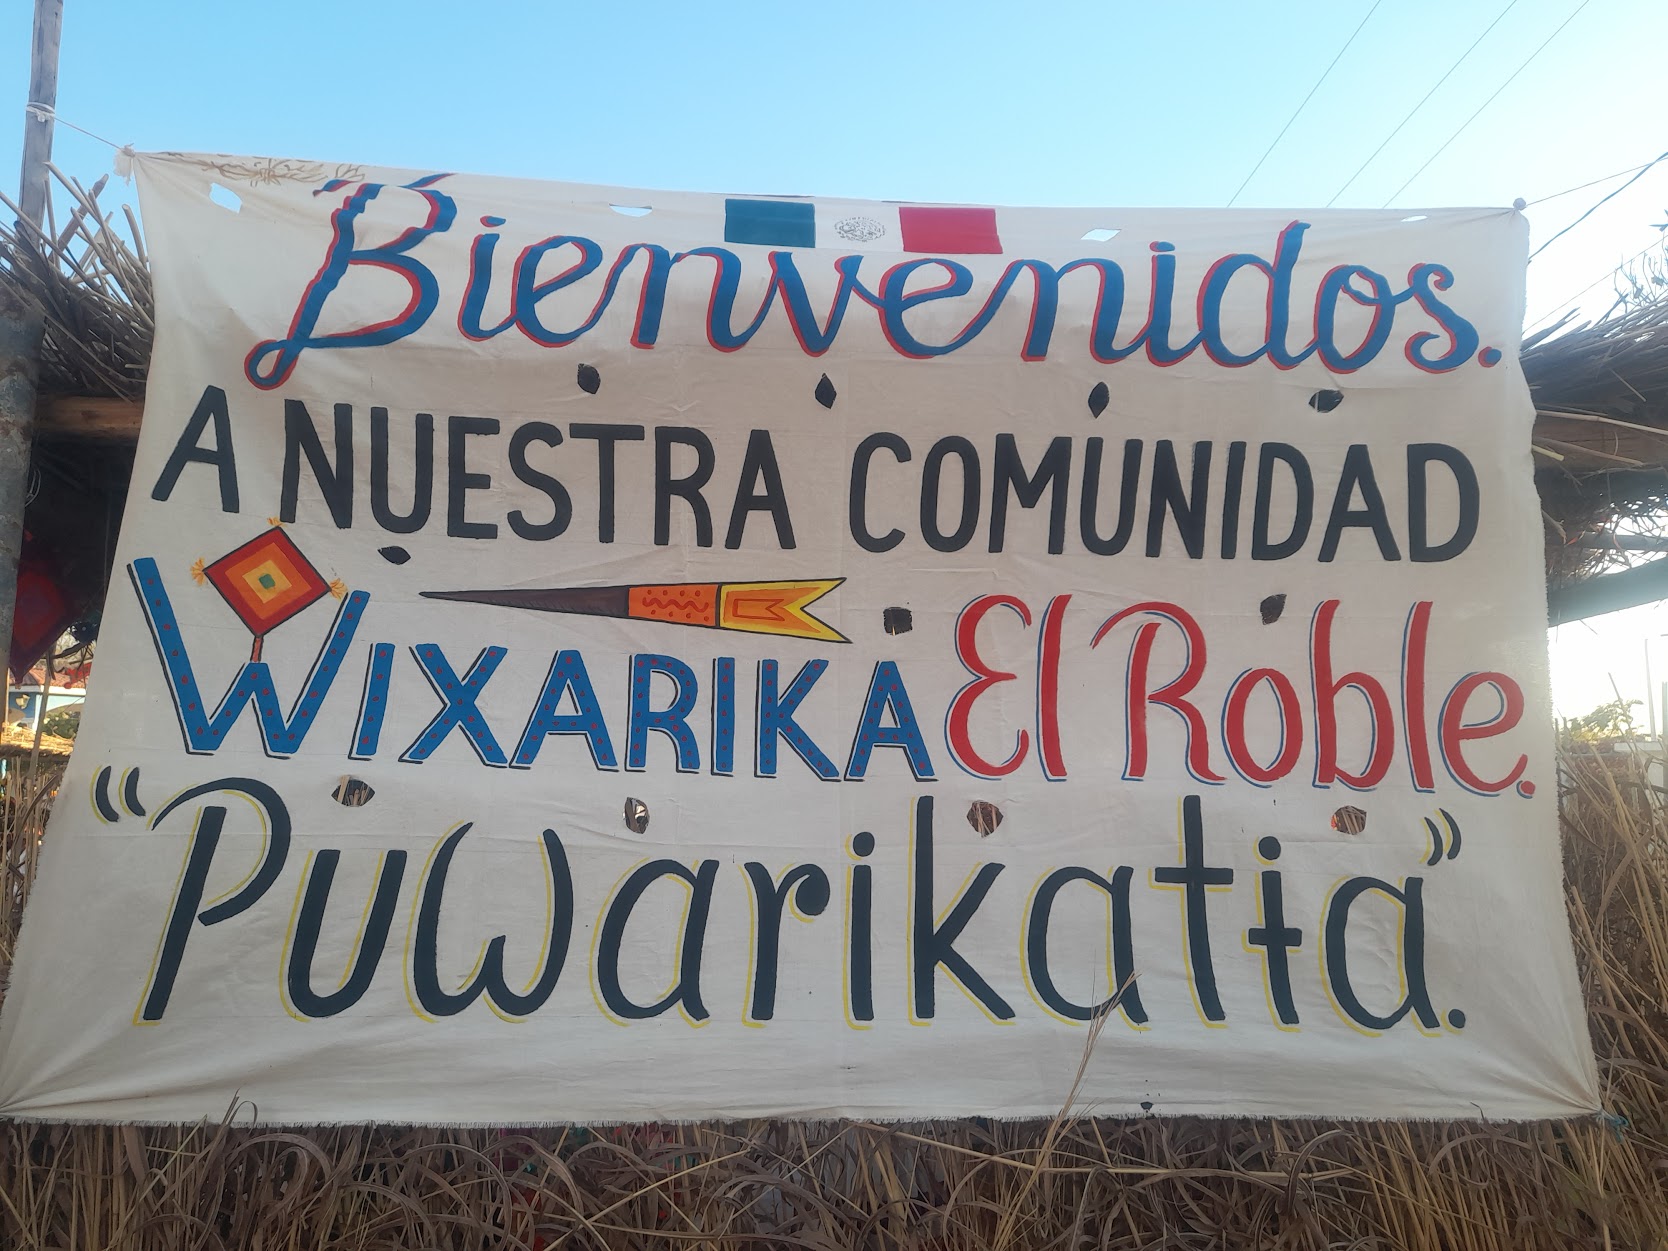 Bienvenidos.
A NUESTRA COMUNIDAD
WIXARIKA El Roble.
"Puwarikatɨa".